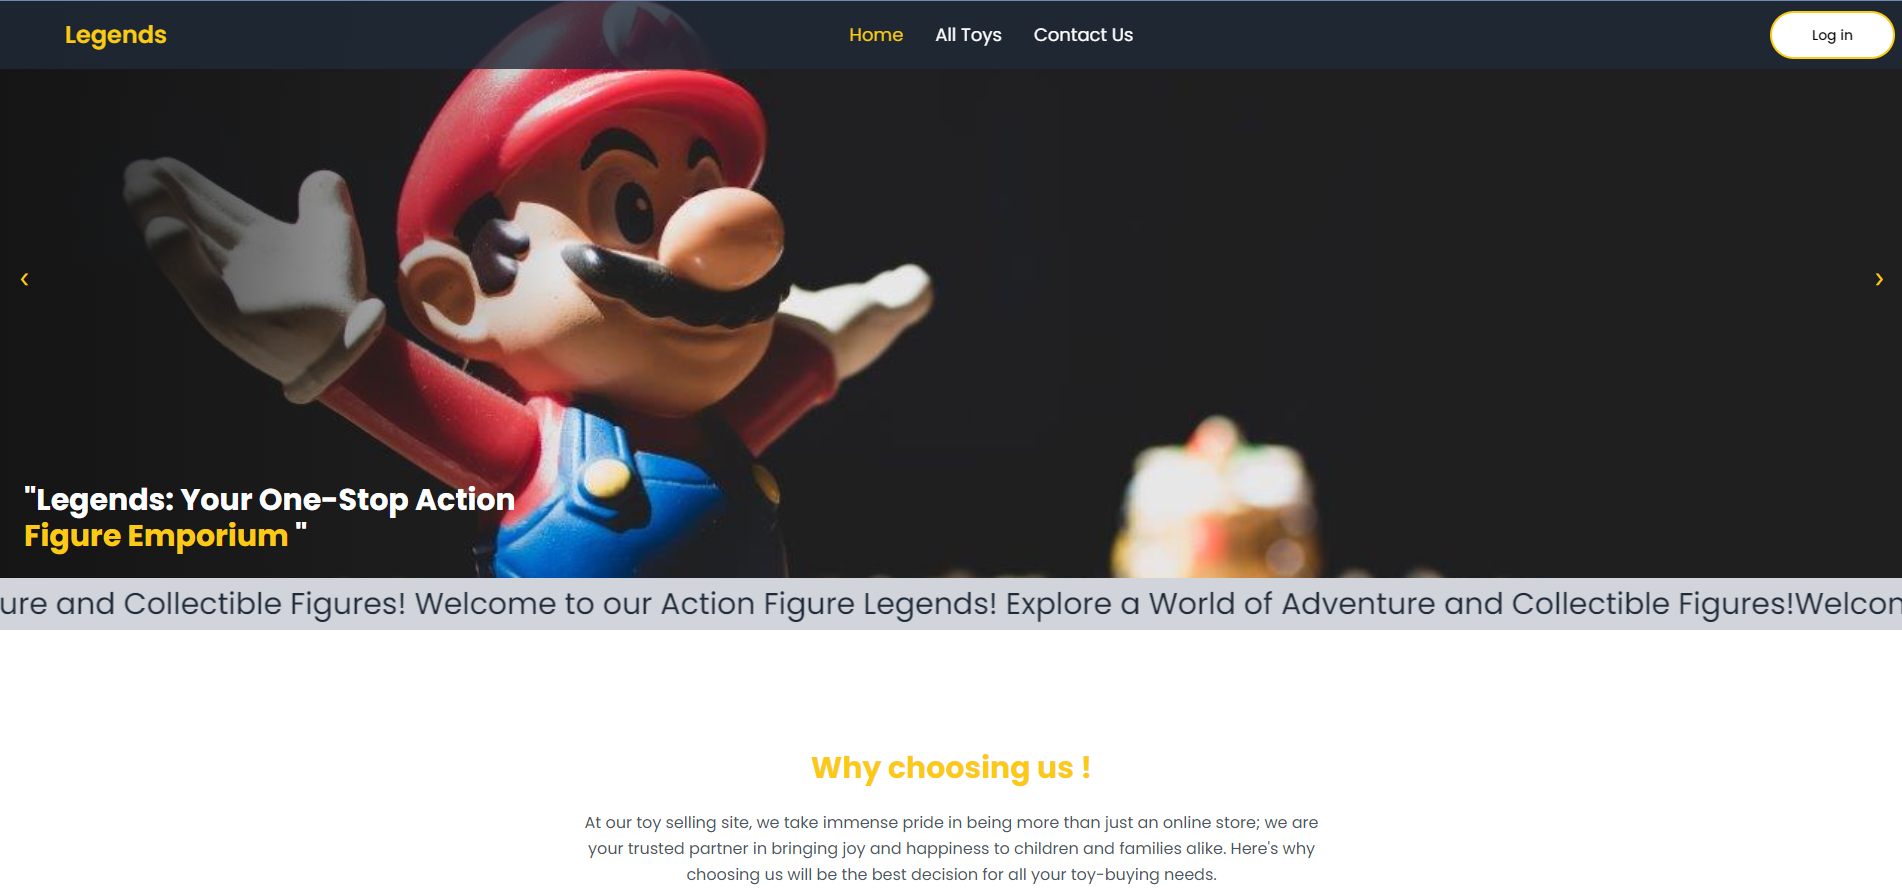 Legends
Home All Toys Contact Us
Log in
"Legends: Your One-Stop Action
Figure Emporium "
ure and Collectible Figures! Welcome to our Action Figure Legends! Explore a World of Adventure and Collectible Figures!Welcom
Why choosing us !
At our toy selling site, we take immense pride in being more than just an online store; we are
your trusted partner in bringing joy and happiness to children and families alike. Here's why
choosing us will be the best decision for all your toy-buying needs.